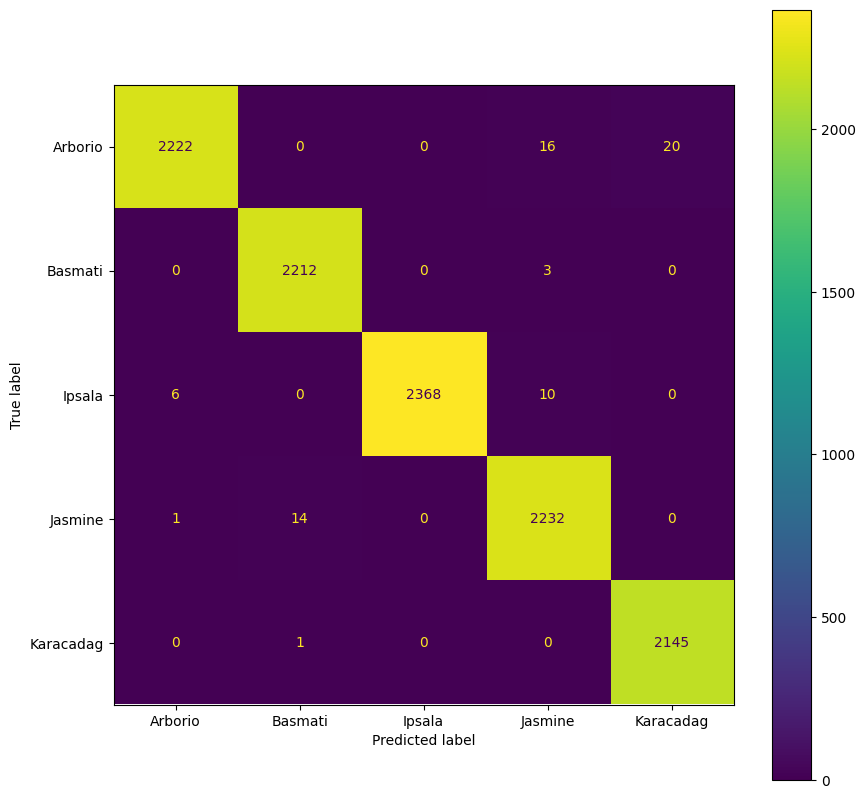 Arborio 2222 0 0 16 20
Basmati 0 2212 0 3 0
Ipsala 6 0 2368 10 0
Jasmine 1 14 0 2232 0
Karacadag 0 1 0 0 2145
True label
Arborio Basmati Ipsala Jasmine Karacadag
Predicted label
2000
1500
1000
500
0